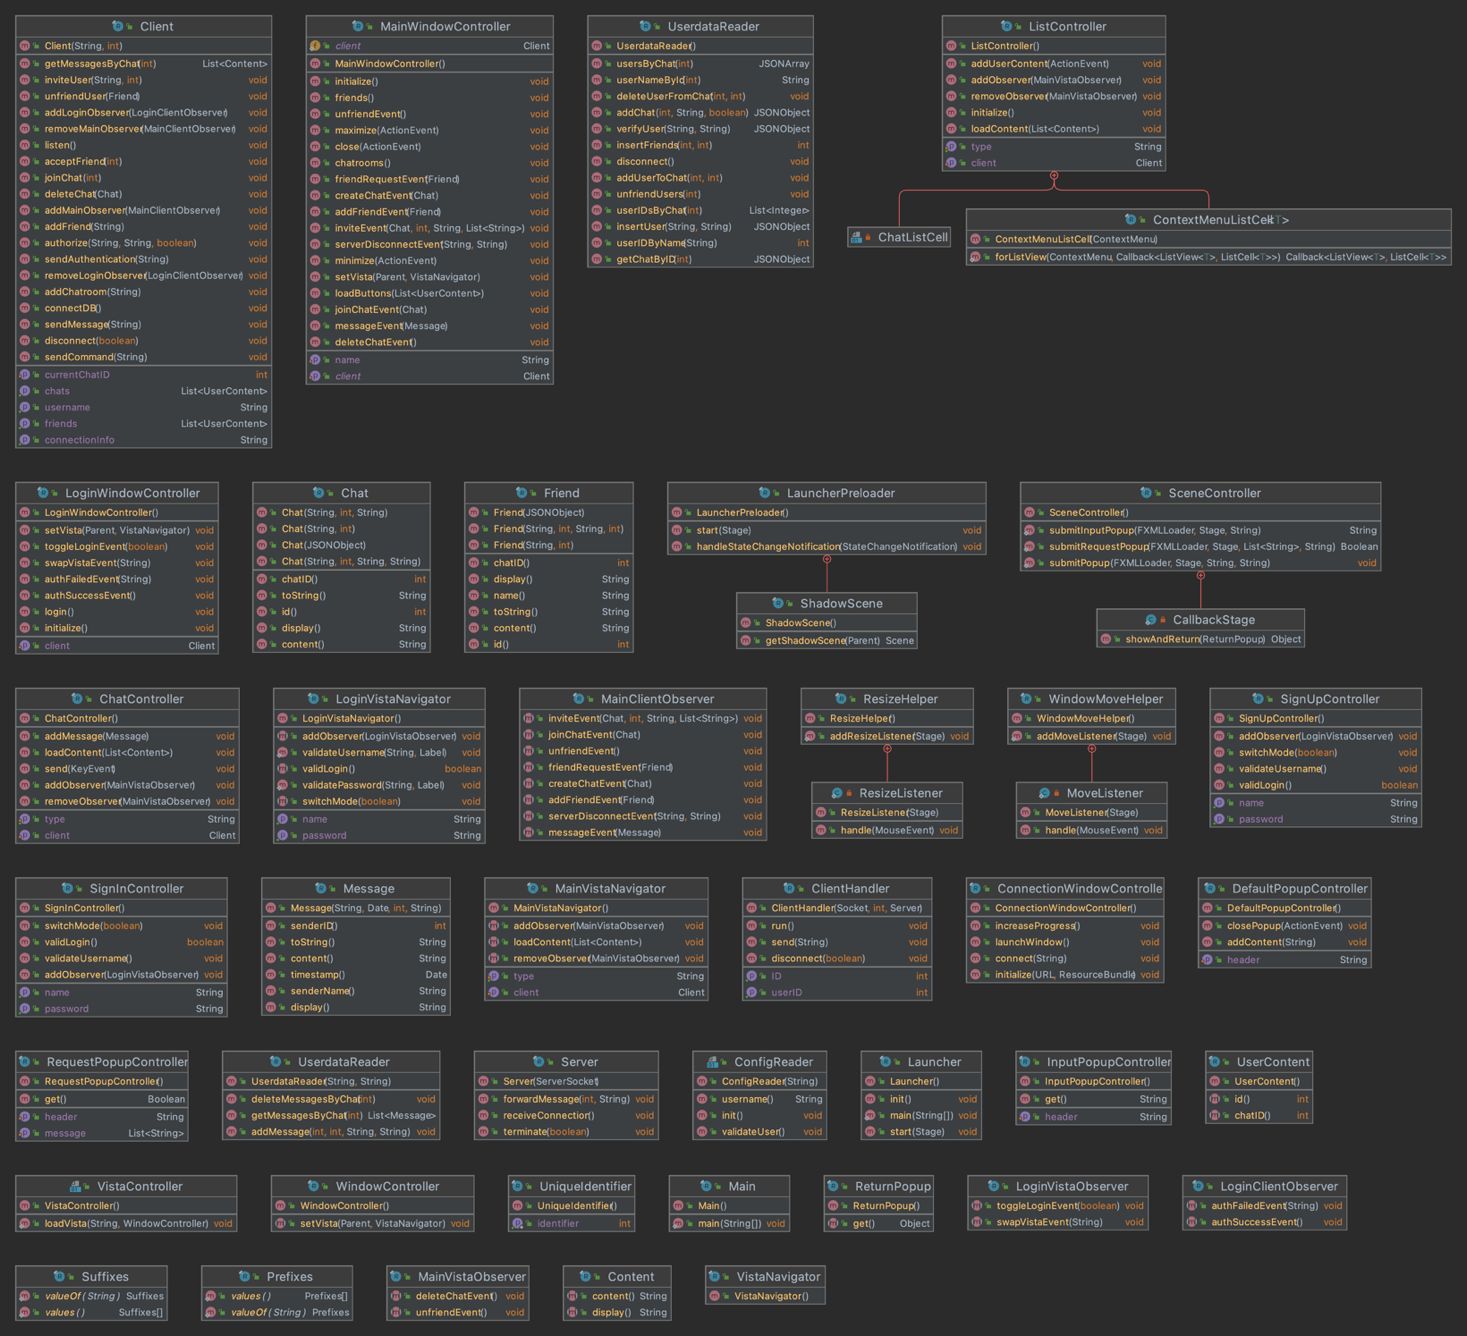 Client
Client(String, int)
getMessagesByChat(int) List<Content>
inviteUser(String, int) void
unfriendUser(Friend) void
addLoginObserver(LoginClientObserver) void
removeMainObserver(MainClientObserver) void
listen() void
acceptFriend(int) void
joinChat(int) void
deleteChat(Chat) void
addMainObserver(MainClientObserver) void
addFriend(String) void
authorize(String, String, boolean) void
sendAuthentication(String) void
removeLoginObserver(LoginClientObserver) void
addChatroom(String) void
connectDB() void
sendMessage(String) void
disconnect(boolean) void
sendCommand(String) void
currentChatID int
chats List<UserContent>
username String
friends List<UserContent>
connectionInfo String
MainWindowController
client Client
MainWindowController()
initialize() void
friends() void
unfriendEvent() void
maximize(ActionEvent) void
close(ActionEvent) void
chatrooms() void
friendRequestEvent(Friend) void
createChatEvent(Chat) void
addFriendEvent(Friend) void
inviteEvent(Chat, int, String, List<String>) void
serverDisconnectEvent(String, String) void
minimize(ActionEvent) void
setVista(Parent, VistaNavigator) void
loadButtons(List<UserContent>) void
joinChatEvent(Chat) void
messageEvent(Message) void
deleteChatEvent() void
name String
client Client
UserdataReader
UserdataReader()
usersByChat(int) JSONArray
userNameById(int) String
deleteUserFromChat(int, int) void
addChat(int, String, boolean) JSONObject
verifyUser(String, String) JSONObject
insertFriends(int, int) int
disconnect() void
addUserToChat(int, int) void
unfriendUsers(int) void
userIDsByChat(int) List<Integer>
insertUser(String, String) JSONObject
userIDByName(String) int
getChatByID(int) JSONObject
ListController
ListController()
addUserContent(ActionEvent) void
addObserver(MainVistaObserver) void
removeObserver(MainVistaObserver) void
initialize() void
loadContent(List<Content>) void
type String
client Client
ChatListCell
ContextMenuListCell<T>
ContextMenuListCell(ContextMenu)
forListView(ContextMenu, Callback<ListView<T>, ListCell<T>>) Callback<ListView<T>, ListCell<T>>
LoginWindowController
LoginWindowController()
setVista(Parent, VistaNavigator) void
toggleLoginEvent(boolean) void
swapVistaEvent(String) void
authFailedEvent(String) void
authSuccessEvent() void
login() void
initialize() void
client Client
Chat
Chat(String, int, String)
Chat(String, int)
Chat(JSONObject)
Chat(String, int, String, String)
chatID() int
toString() String
id() int
display() String
content() String
Friend
Friend(JSONObject)
Friend(String, int, String, int)
Friend(String, int)
chatID() int
display() String
name() String
toString() String
content() String
id() int
LauncherPreloader
LauncherPreloader()
start(Stage) void
handleStateChangeNotification(StateChangeNotification) void
ShadowScene
ShadowScene()
getShadowScene(Parent) Scene
SceneController
SceneController()
submitInputPopup(FXMLLoader, Stage, String) String
submitRequestPopup(FXMLLoader, Stage, List<String>, String) Boolean
submitPopup(FXMLLoader, Stage, String, String) void
CallbackStage
showAndReturn(ReturnPopup) Object
ChatController
ChatController()
addMessage(Message) void
loadContent(List<Content>) void
send(KeyEvent) void
addObserver(MainVistaObserver) void
removeObserver(MainVistaObserver) void
type String
client Client
LoginVistaNavigator
LoginVistaNavigator()
addObserver(LoginVistaObserver) void
validateUsername(String, Label) void
validLogin() boolean
validatePassword(String, Label) void
switchMode(boolean) void
name String
password String
MainClientObserver
inviteEvent(Chat, int, String, List<String>) void
joinChatEvent(Chat) void
unfriendEvent() void
friendRequestEvent(Friend) void
createChatEvent(Chat) void
addFriendEvent(Friend) void
serverDisconnectEvent(String, String) void
messageEvent(Message) void
ResizeHelper
ResizeHelper()
addResizeListener(Stage) void
ResizeListener
ResizeListener(Stage)
handle(MouseEvent) void
WindowMoveHelper
WindowMoveHelper()
addMoveListener(Stage) void
MoveListener
MoveListener(Stage)
handle(MouseEvent) void
SignUpController
SignUpController()
addObserver(LoginVistaObserver) void
switchMode(boolean) void
validateUsername() void
validLogin() boolean
name String
password String
SignInController
SignInController()
switchMode(boolean) void
validLogin() boolean
validateUsername() void
addObserver(LoginVistaObserver) void
name String
password String
Message
Message(String, Date, int, String)
senderID() int
toString() String
content() String
timestamp() Date
senderName() String
display() String
MainVistaNavigator
MainVistaNavigator()
addObserver(MainVistaObserver) void
loadContent(List<Content>) void
removeObserver(MainVistaObserver) void
type String
client Client
ClientHandler
ClientHandler(Socket, int, Server)
run() void
send(String) void
disconnect(boolean) void
ID int
userID int
ConnectionWindowControlle
ConnectionWindowController()
increaseProgress() void
launchWindow() void
connect(String) void
initialize(URL, ResourceBundle) void
DefaultPopupController
DefaultPopupController()
closePopup(ActionEvent) void
addContent(String) void
header String
RequestPopupController
RequestPopupController()
get() Boolean
header String
message List<String>
UserdataReader
UserdataReader(String, String)
deleteMessagesByChat(int) void
getMessagesByChat(int) List<Message>
addMessage(int, int, String, String) void
Server
Server(ServerSocket)
forwardMessage(int, String) void
receiveConnection() void
terminate(boolean) void
ConfigReader
ConfigReader(String)
username() String
init() void
validateUser() void
Launcher
Launcher()
init() void
main(String[]) void
start(Stage) void
InputPopupController
InputPopupController()
get() String
header String
UserContent
UserContent()
id() int
chatID() int
VistaController
VistaController()
loadVista(String, WindowController) void
WindowController
WindowController()
setVista(Parent, VistaNavigator) void
UniqueIdentifier
UniqueIdentifier()
identifier int
Main
Main()
main(String[]) void
ReturnPopup
ReturnPopup()
get() Object
LoginVistaObserver
toggleLoginEvent(boolean) void
swapVistaEvent(String) void
LoginClientObserver
authFailedEvent(String) void
authSuccessEvent() void
Suffixes
valueOf(String) Suffixes
values() Suffixes[]
Prefixes
values() Prefixes[]
valueOf(String) Prefixes
MainVistaObserver
deleteChatEvent() void
unfriendEvent() void
Content
content() String
display() String
VistaNavigator
VistaNavigator()